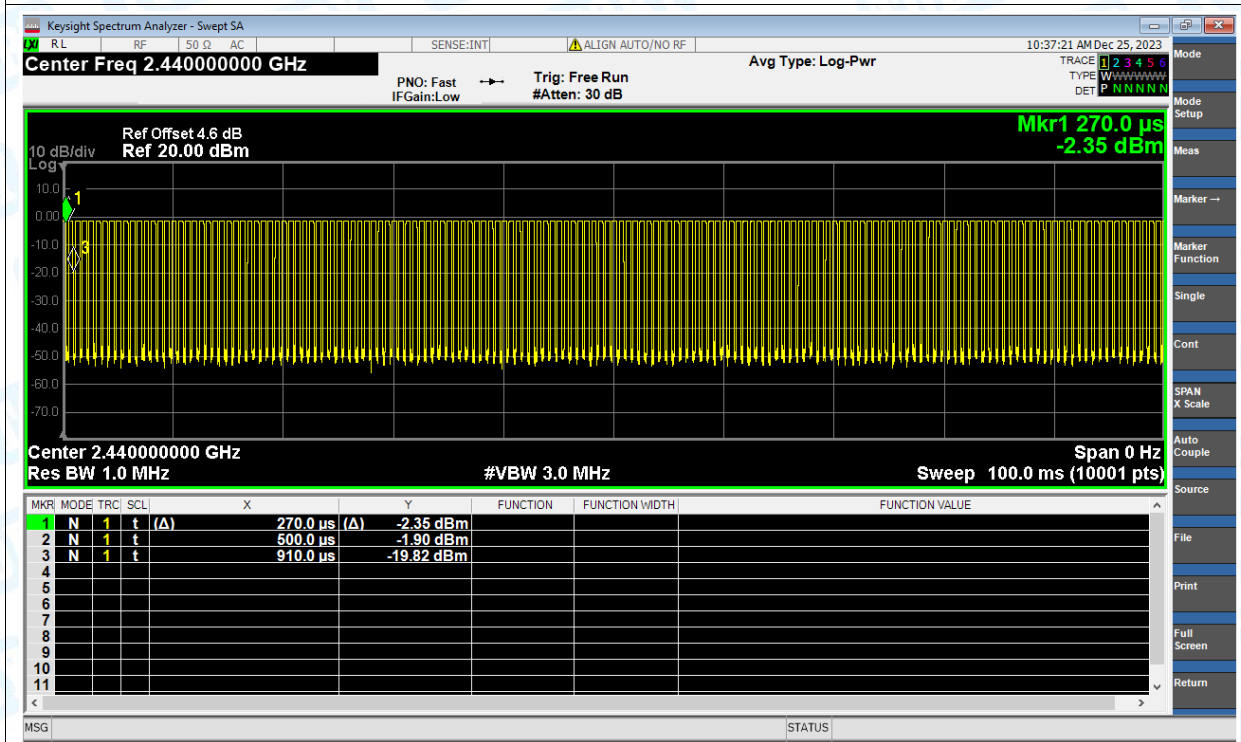 Keysight Spectrum Analyzer - Swept SA
LXI RL RF 50 Ω AC SENSE:INT ALIGN AUTO/NO RF 10:37:21 AM Dec 25, 2023
Center Freq 2.440000000 GHz
Avg Type: Log-Pwr
TRACE 1 2 3 4 5 6
TYPE WWWWWW
DET P N N N N N
PNO: Fast
IFGain:Low
Trig: Free Run
#Atten: 30 dB
Mkr1 270.0 µs
-2.35 dBm
Ref Offset 4.6 dB
Ref 20.00 dBm
10 dB/div
Log
10.0
0.00
-10.0
-20.0
-30.0
-40.0
-50.0
-60.0
-70.0
1
3
Center 2.440000000 GHz
Span 0 Hz
Res BW 1.0 MHz
#VBW 3.0 MHz
Sweep 100.0 ms (10001 pts)
MKR MODE TRC SCL X Y FUNCTION FUNCTION WIDTH FUNCTION VALUE
1 N 1 t (Δ) 270.0 µs (Δ) -2.35 dBm
2 N 1 t 500.0 µs -1.90 dBm
3 N 1 t 910.0 µs -19.82 dBm
4
5
6
7
8
9
10
11
MSG
STATUS
Mode
Mode
Setup
Meas
Marker →
Marker
Function
Single
Cont
SPAN
X Scale
Auto
Couple
Source
File
Print
Full
Screen
Return